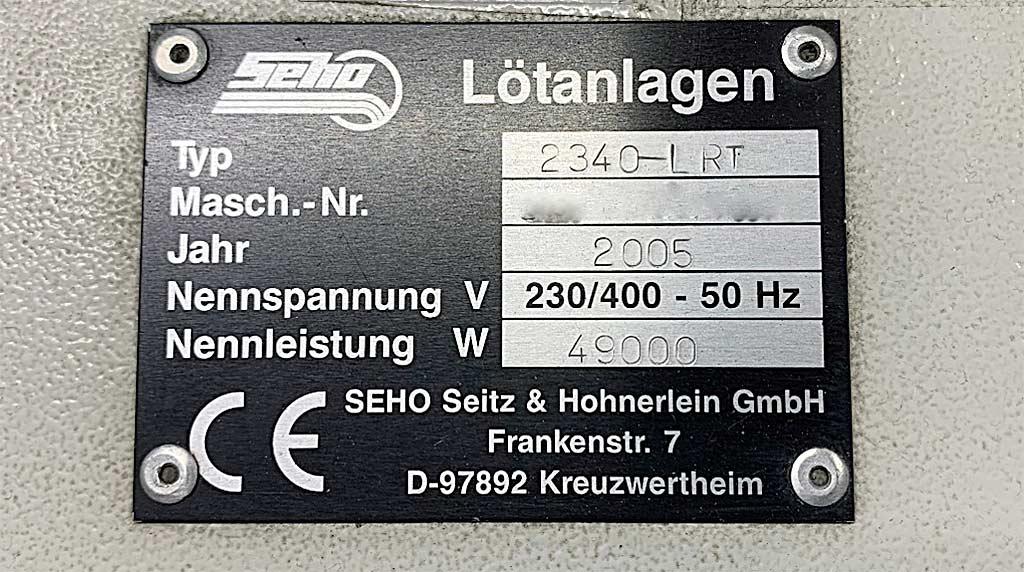 Seho Lötanlagen
Typ 2340-LRT
Masch.-Nr.
Jahr 2005
Nennspannung V 230/400 - 50 Hz
Nennleistung W 49000
CE SEHO Seitz & Hohnerlein GmbH
Frankenstr. 7
D-97892 Kreuzwertheim